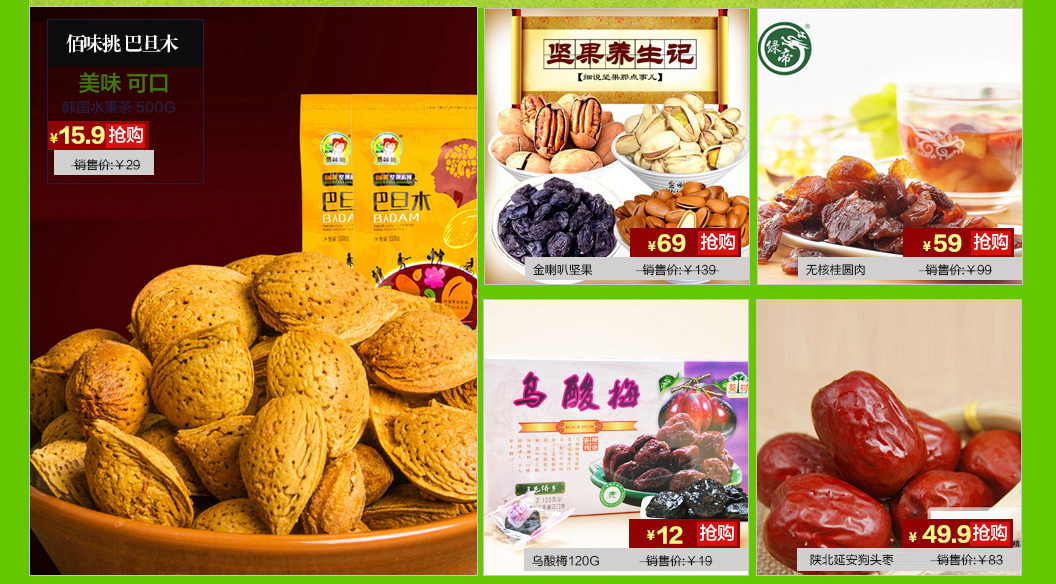 佰味挑 巴旦木
美味 可口
韩国水果茶 500G
¥15.9 抢购
销售价:¥29
巴旦木
BADAM
坚果养生记
【细说坚果那点事儿】
¥69 抢购
金喇叭坚果 销售价:¥139
绿帝
¥59 抢购
无核桂圆肉 销售价:¥99
乌酸梅
¥12 抢购
乌酸梅120G 销售价:¥19
¥49.9 抢购
陕北延安狗头枣 销售价:¥83